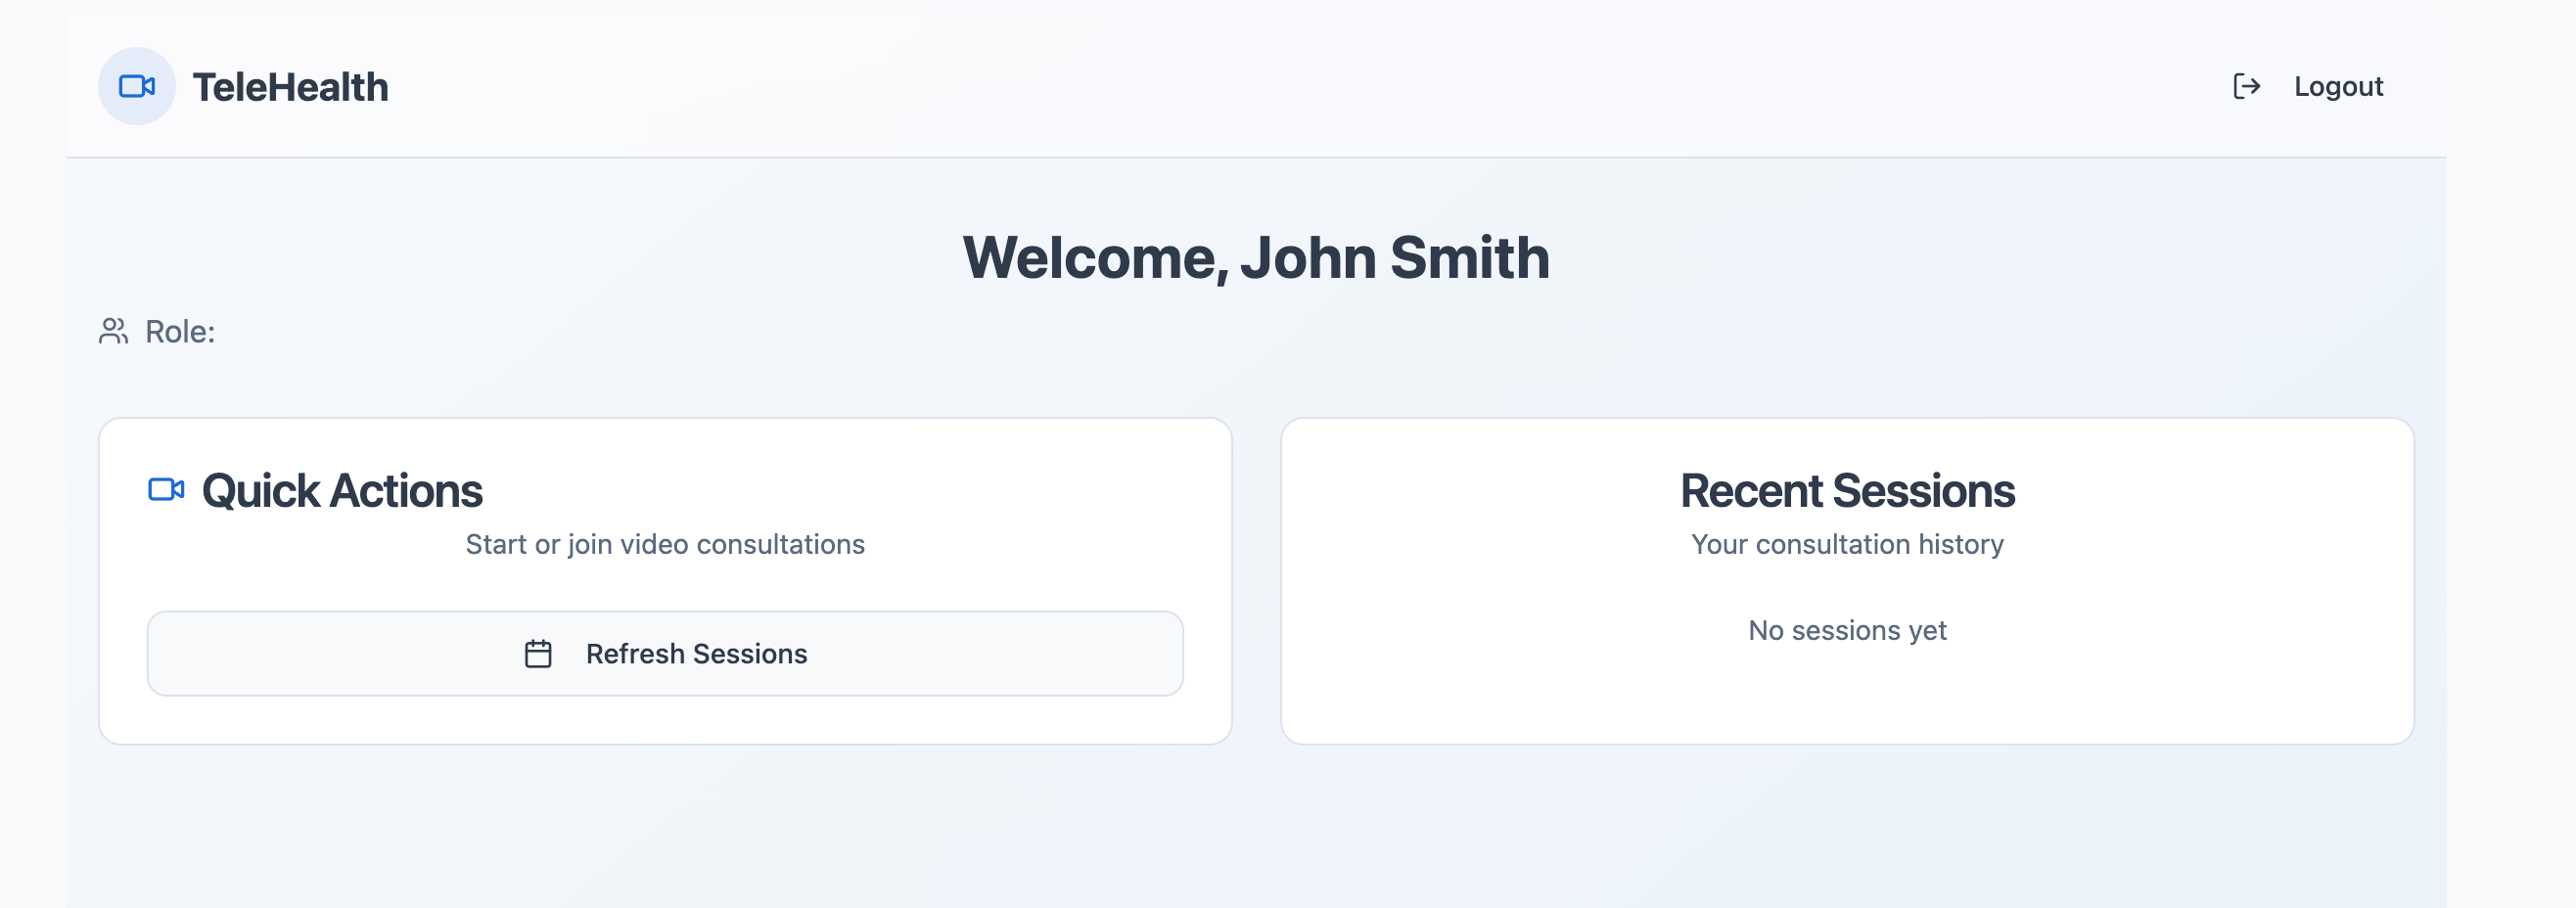 TeleHealth
Logout
Welcome, John Smith
Role:
Quick Actions
Start or join video consultations
Refresh Sessions
Recent Sessions
Your consultation history
No sessions yet